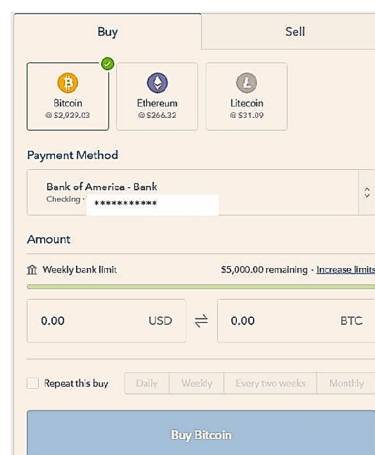 Buy
Sell
Bitcoin
@ $2,929.03
Ethereum
@ $266.32
Litecoin
@ $31.09
Payment Method
Bank of America - Bank
Checking - ***********
Amount
Weekly bank limit
$5,000.00 remaining · Increase limits
0.00 USD
0.00 BTC
Repeat this buy
Daily Weekly Every two weeks Monthly
Buy Bitcoin